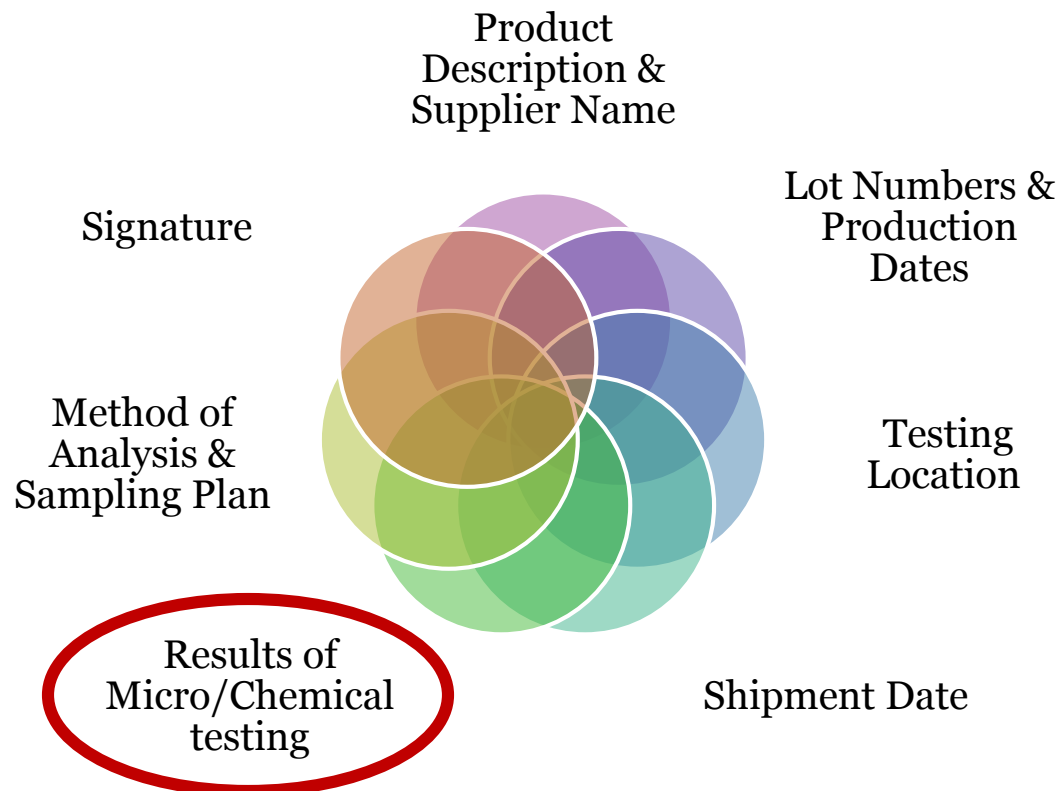 Product
Description &
Supplier Name
Lot Numbers &
Production
Dates
Signature
Testing
Location
Method of
Analysis &
Sampling Plan
Results of
Micro/Chemical
testing
Shipment Date